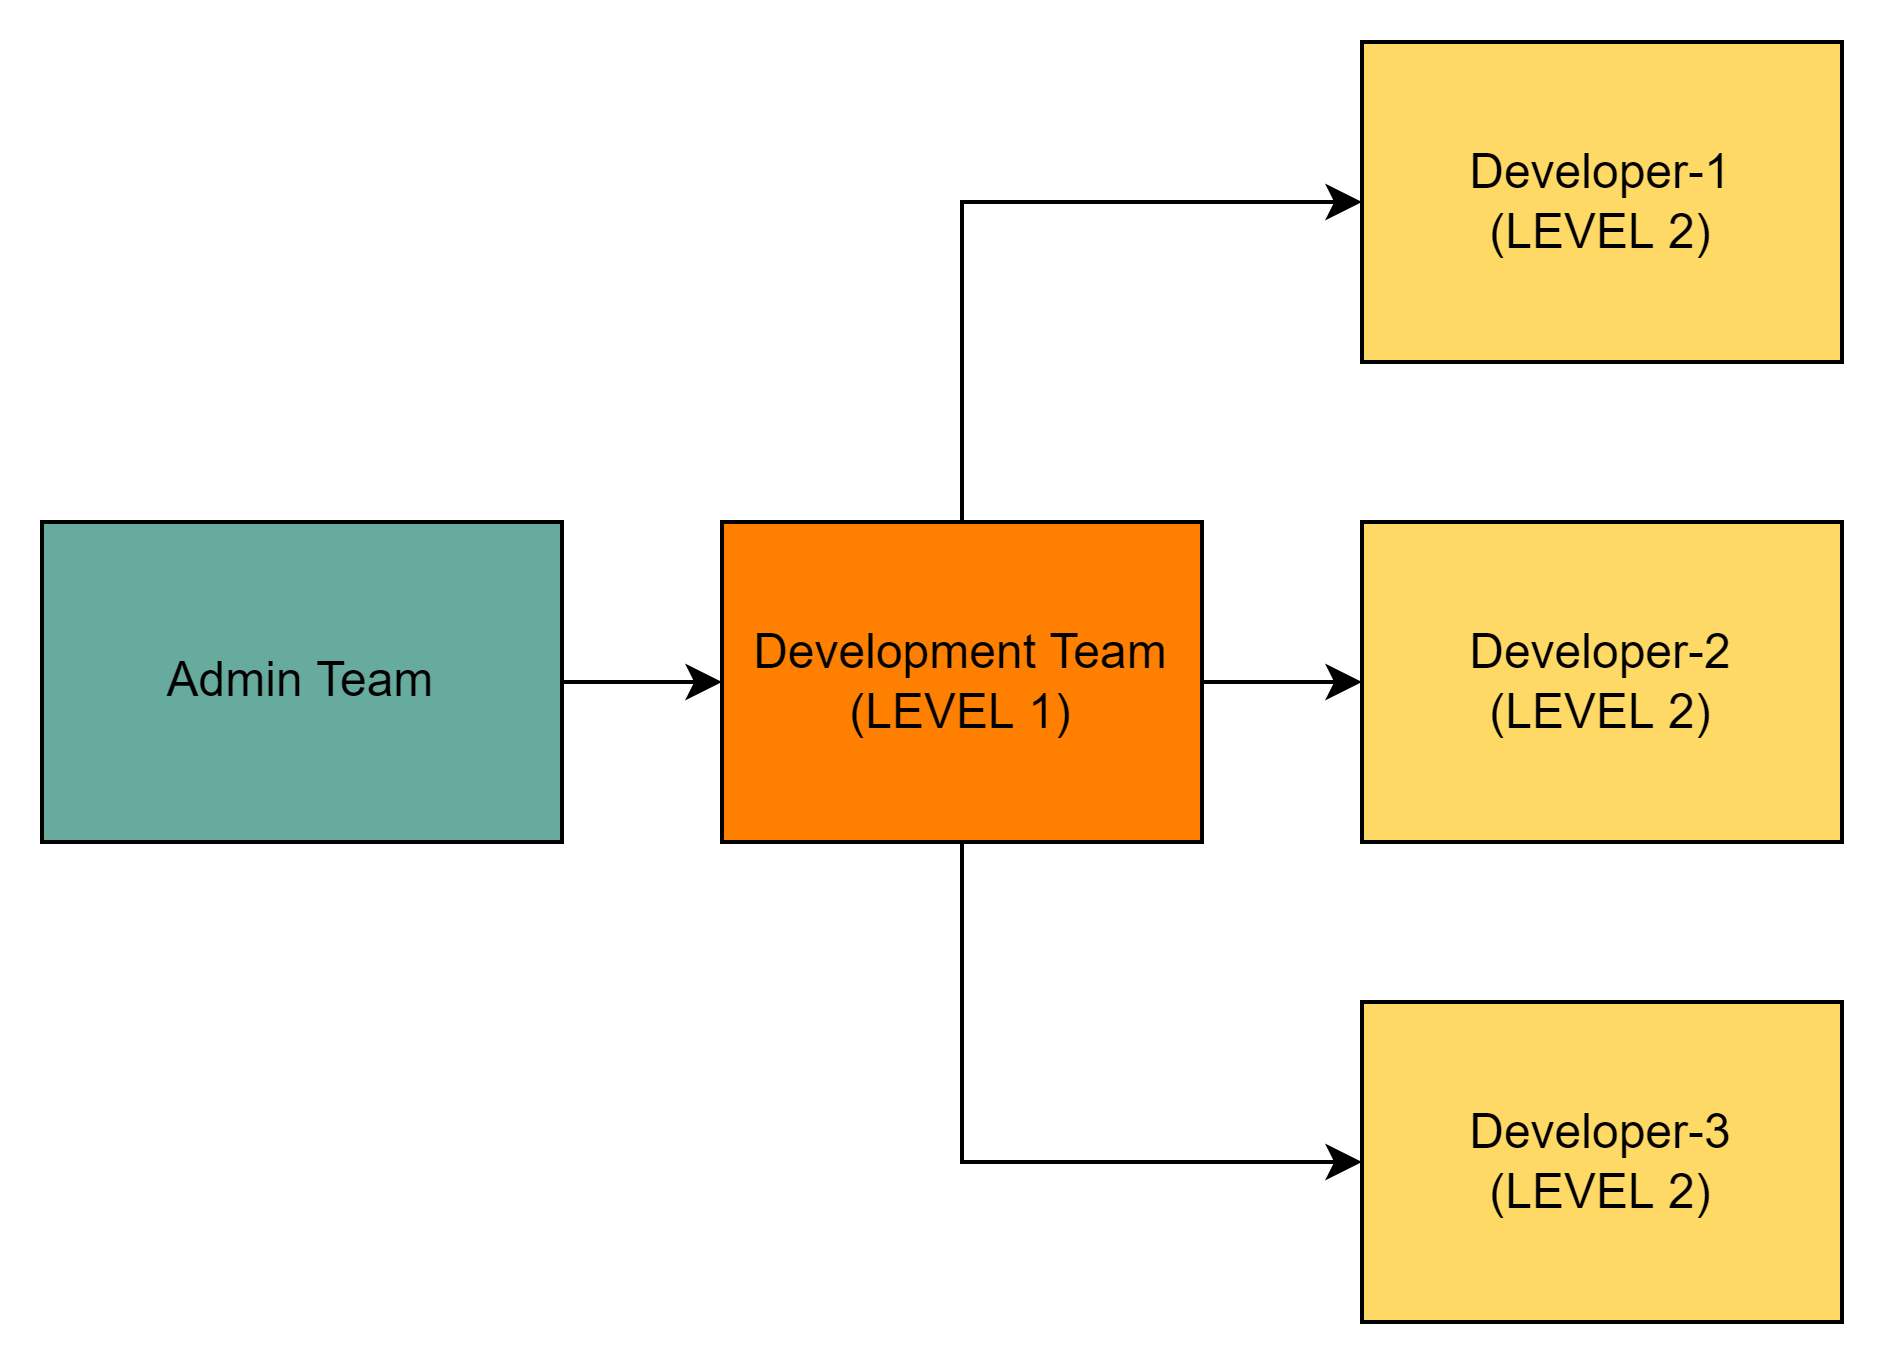 Developer-1
(LEVEL 2)
Admin Team
Development Team
(LEVEL 1)
Developer-2
(LEVEL 2)
Developer-3
(LEVEL 2)